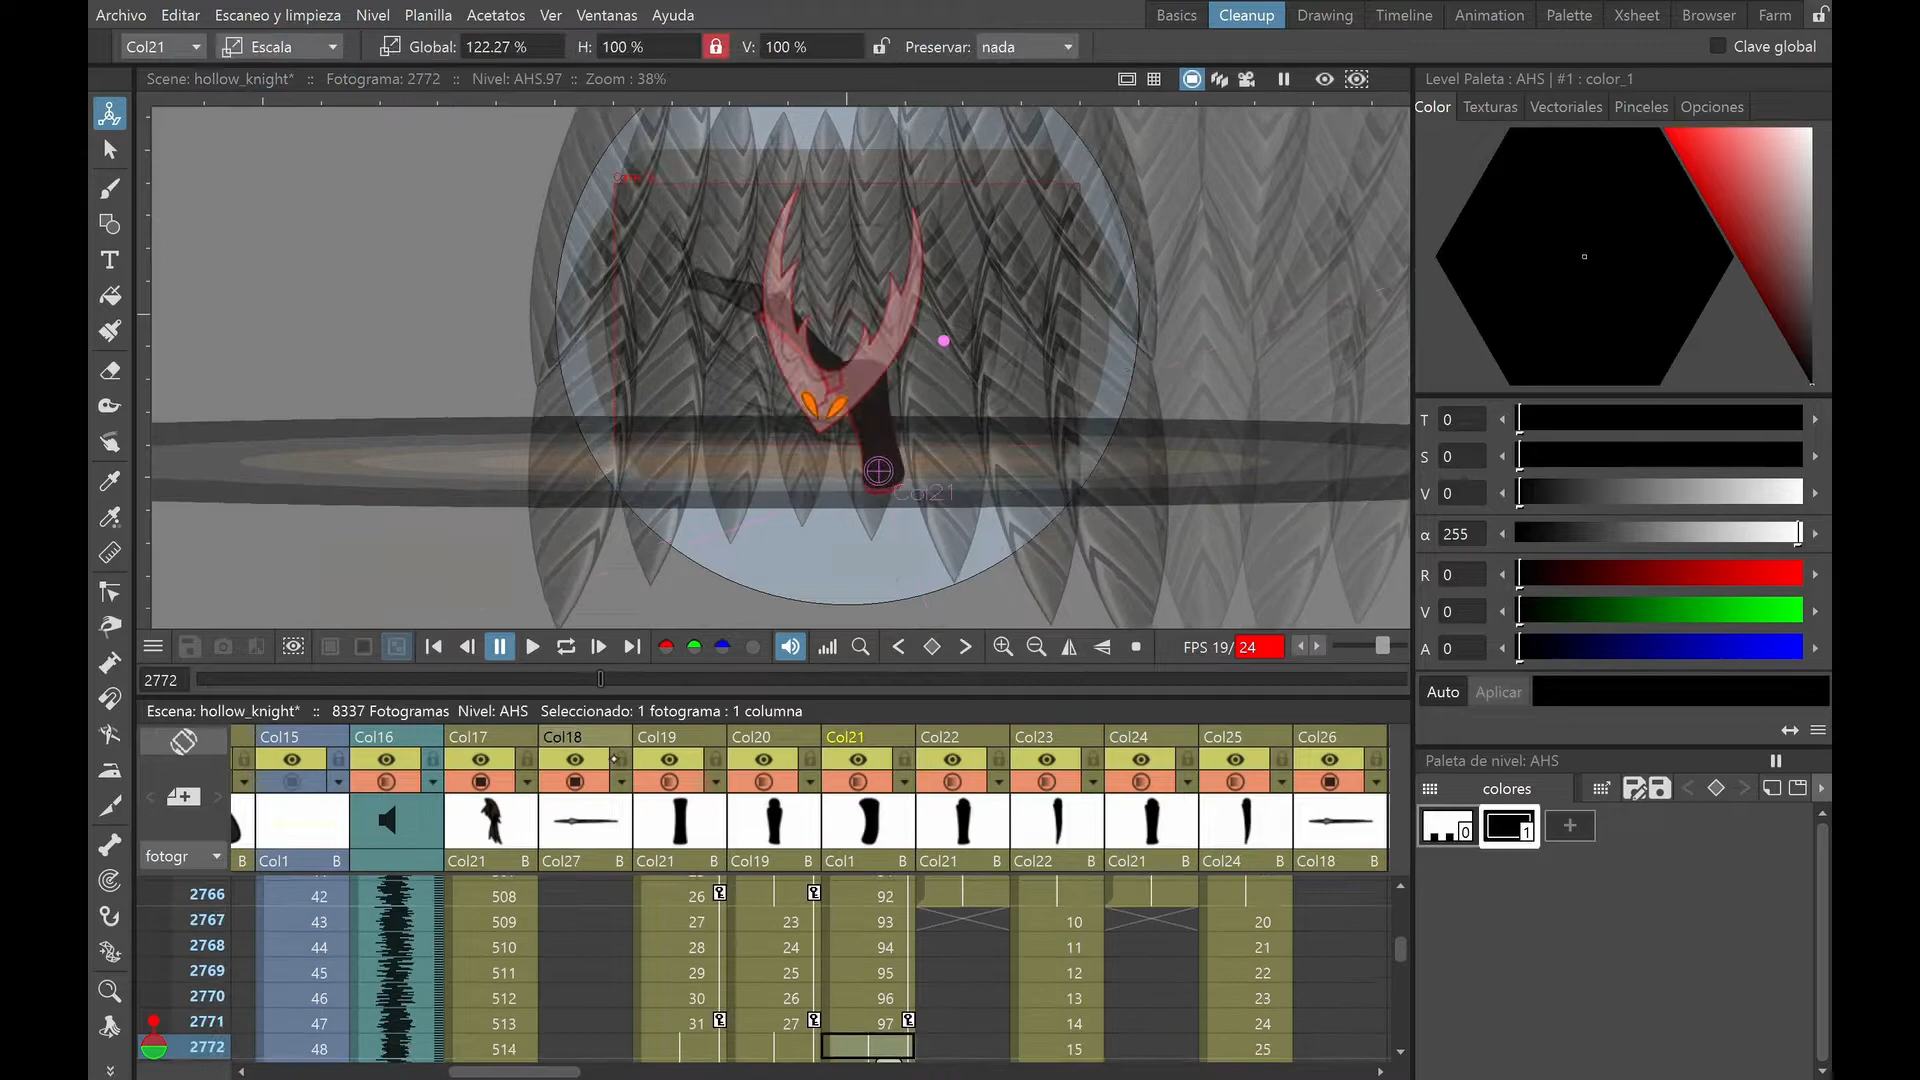 Archivo Editar Escaneo y limpieza Nivel Planilla Acetatos Ver Ventanas Ayuda Basics Cleanup Drawing Timeline Animation Palette Xsheet Browser Farm
Col21 Escala Global: 122.27 % H: 100 % V: 100 % Preservar: nada Clave global
Scene: hollow_knight* :: Fotograma: 2772 :: Nivel: AHS.97 :: Zoom : 38%
Level Paleta : AHS | #1 : color_1
Color Texturas Vectoriales Pinceles Opciones
Col21
T 0
S 0
V 0
α 255
R 0
V 0
A 0
FPS 19/24
2772
Auto Aplicar
Escena: hollow_knight* :: 8337 Fotogramas Nivel: AHS Seleccionado: 1 fotograma : 1 columna
Col15 Col16 Col17 Col18 Col19 Col20 Col21 Col22 Col23 Col24 Col25 Col26
Paleta de nivel: AHS
colores
0 1
fotogr B Col1 B Col21 B Col27 B Col21 B Col19 B Col1 B Col21 B Col22 B Col21 B Col24 B Col18 B
2766 42 508 26 92
2767 43 509 27 23 93 10 20
2768 44 510 28 24 94 11 21
2769 45 511 29 25 95 12 22
2770 46 512 30 26 96 13 23
2771 47 513 31 27 97 14 24
2772 48 514 15 25